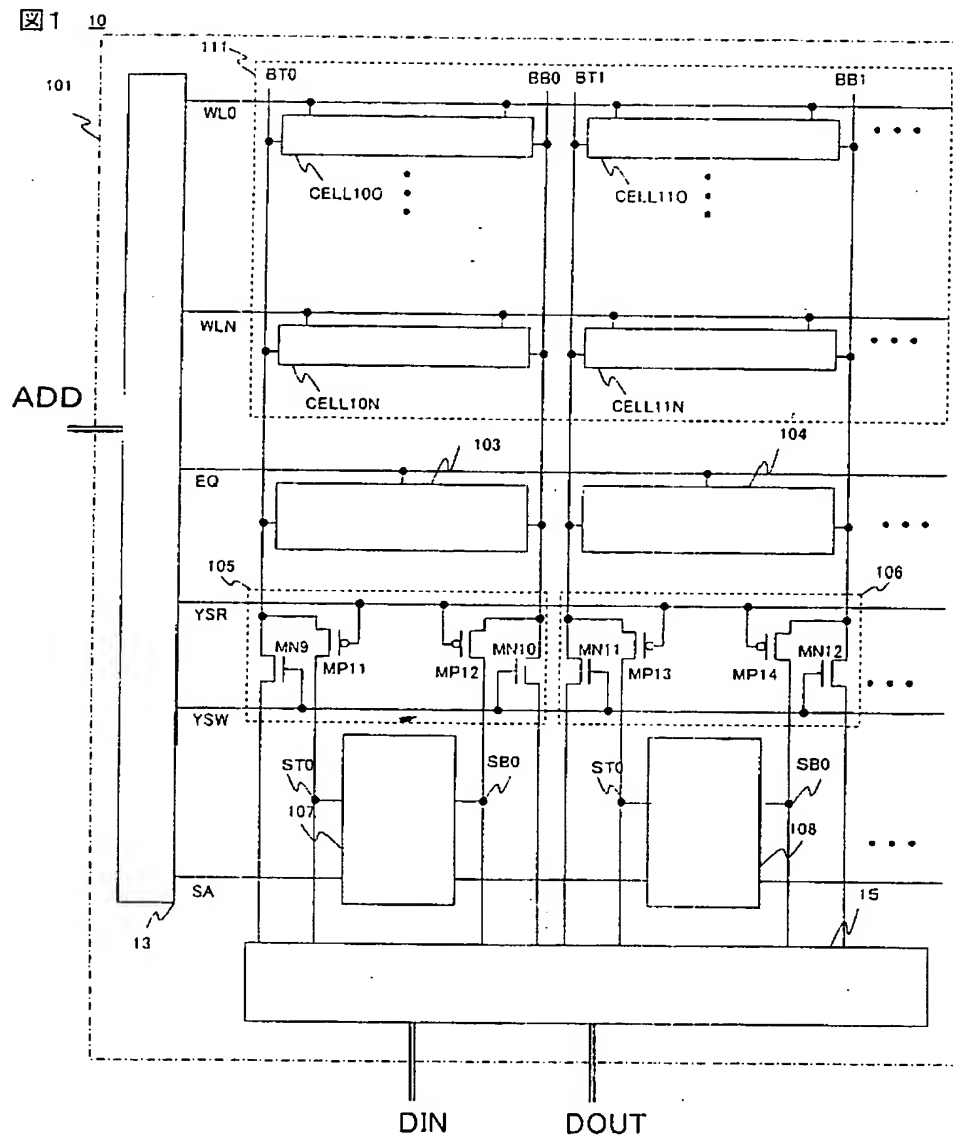 図1 10
111 BT0 BB0 BT1 BB1
101
WL0
CELL100 CELL110
WLN
CELL10N CELL11N
ADD
103 104
EQ
105 106
YSR
MN9 MP11 MP12 MN10 MN11 MP13 MP14 MN12
YSW
ST0 SB0 ST0 SB0
107 108
SA
13 15
DIN DOUT